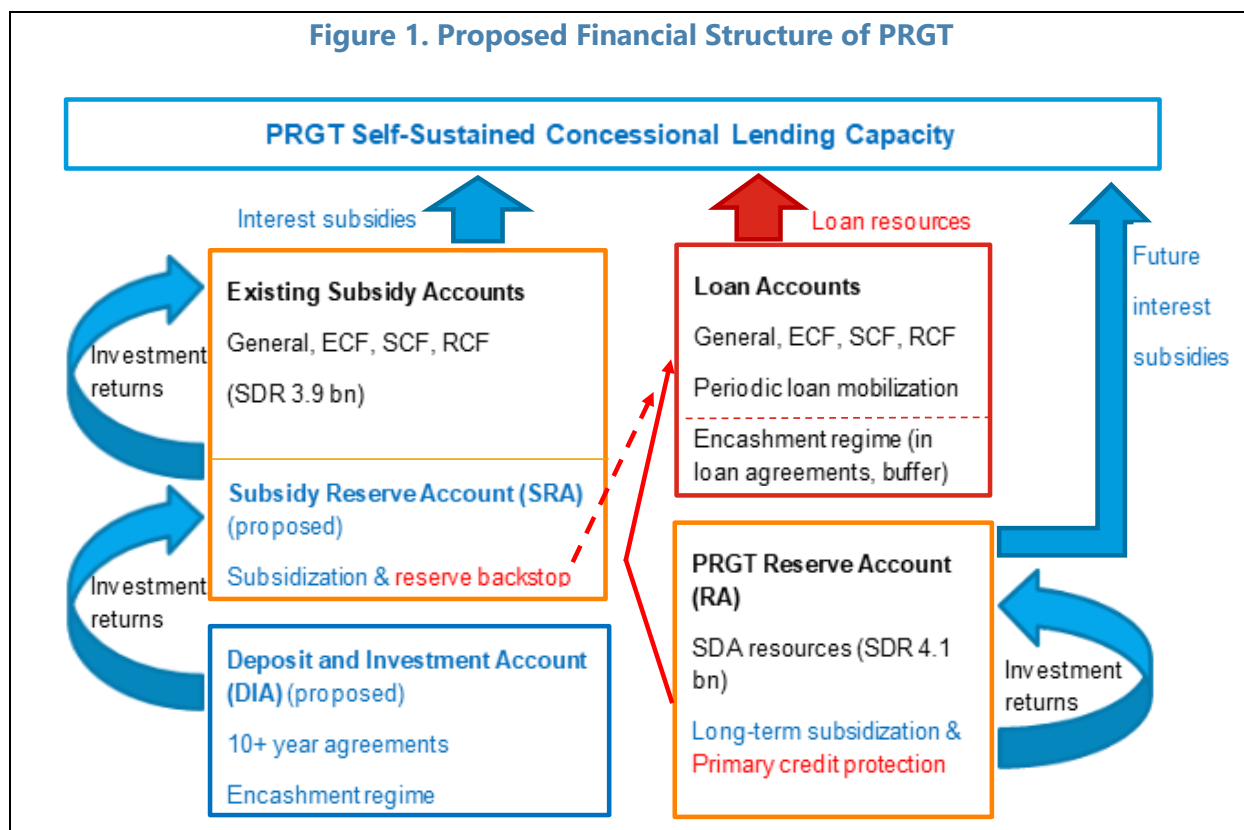 Figure 1. Proposed Financial Structure of PRGT
PRGT Self-Sustained Concessional Lending Capacity
Interest subsidies
Loan resources
Existing Subsidy Accounts
General, ECF, SCF, RCF
(SDR 3.9 bn)
Investment
returns
Subsidy Reserve Account (SRA)
(proposed)
Subsidization & reserve backstop
Investment
returns
Deposit and Investment Account
(DIA) (proposed)
10+ year agreements
Encashment regime
Loan Accounts
General, ECF, SCF, RCF
Periodic loan mobilization
Encashment regime (in
loan agreements, buffer)
Future
interest
subsidies
PRGT Reserve Account
(RA)
SDA resources (SDR 4.1
bn)
Long-term subsidization &
Primary credit protection
Investment
returns